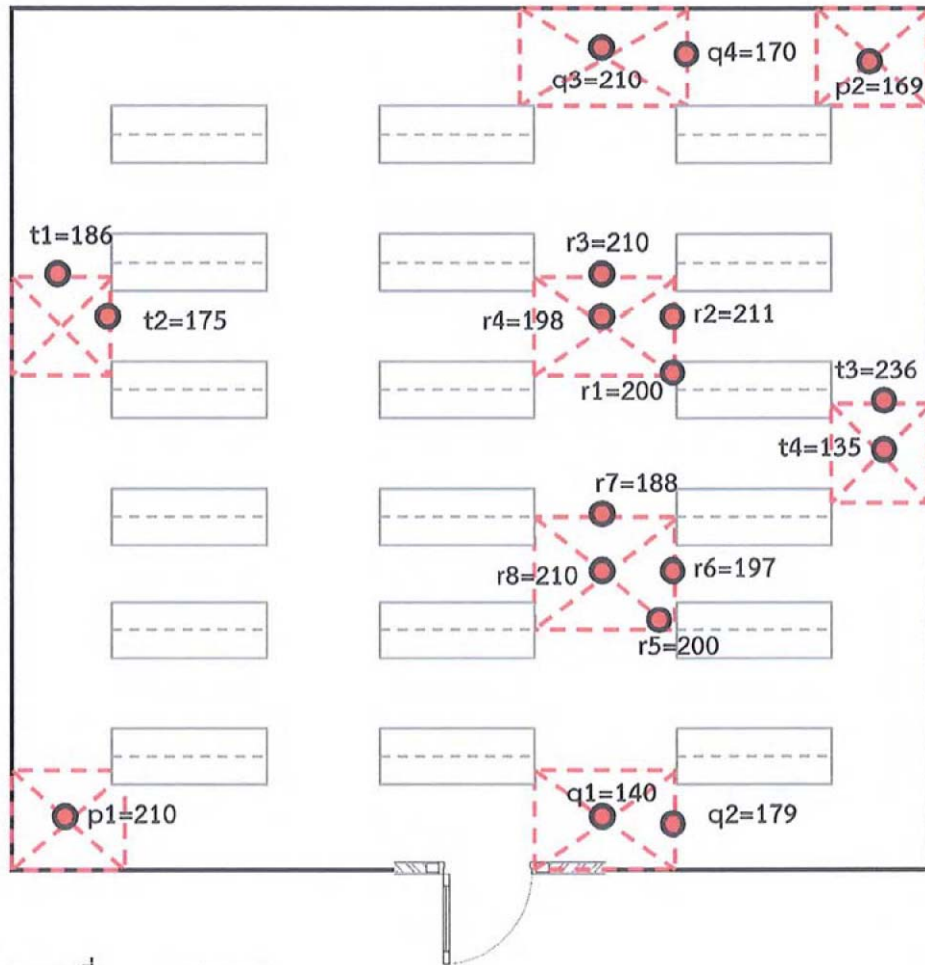 q4=170
q3=210
p2=169
t1=186
r3=210
t2=175
r4=198
r2=211
r1=200
t3=236
t4=135
r7=188
r8=210
r6=197
r5=200
q1=140
p1=210
q2=179